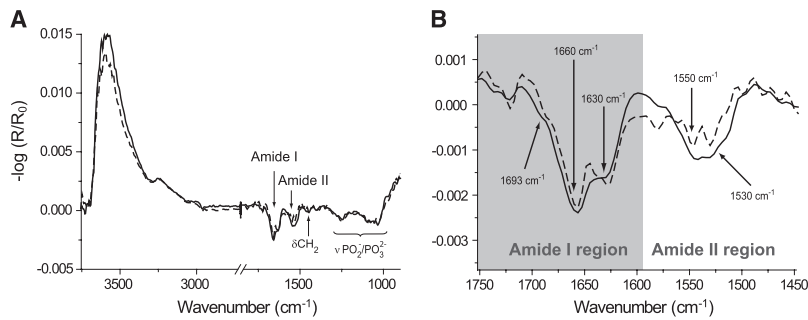 A
B
0.015
0.010
0.005
0.000
-0.005
-log (R/R0)
Amide I
Amide II
δCH2
ν PO2-/PO32-
3500
3000
1500
1000
Wavenumber (cm-1)
0.001
0.000
-0.001
-0.002
-0.003
1660 cm-1
1630 cm-1
1550 cm-1
1693 cm-1
1530 cm-1
Amide I region
Amide II region
1750
1700
1650
1600
1550
1500
1450
Wavenumber (cm-1)